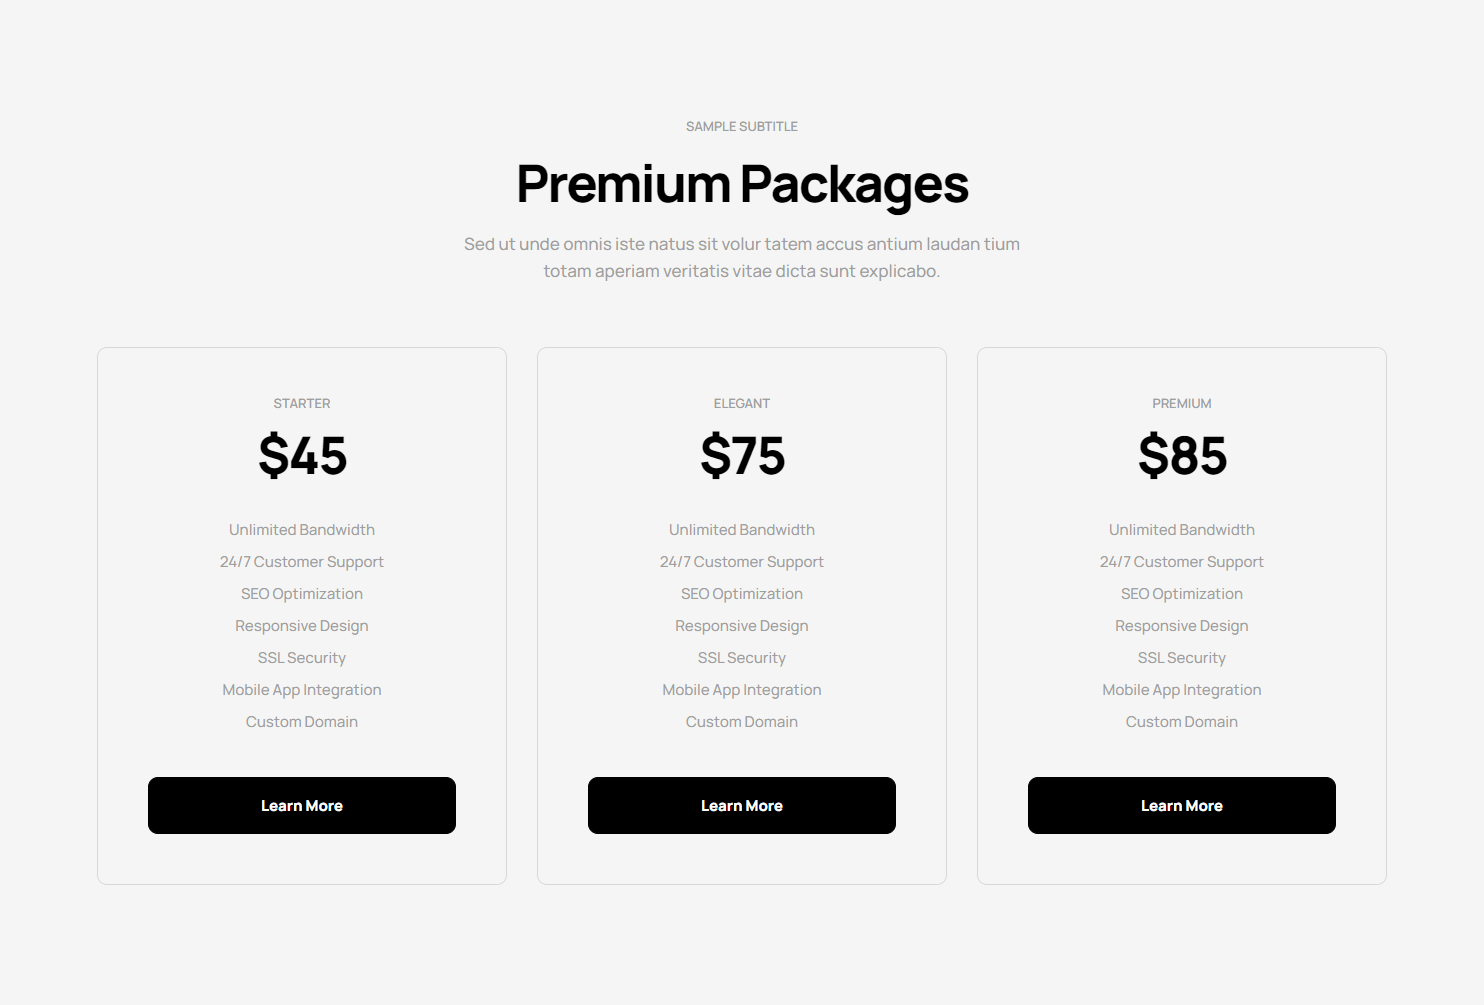 SAMPLE SUBTITLE
Premium Packages
Sed ut unde omnis iste natus sit volur tatem accus antium laudan tium
totam aperiam veritatis vitae dicta sunt explicabo.
STARTER
$45
Unlimited Bandwidth
24/7 Customer Support
SEO Optimization
Responsive Design
SSL Security
Mobile App Integration
Custom Domain
Learn More
ELEGANT
$75
Unlimited Bandwidth
24/7 Customer Support
SEO Optimization
Responsive Design
SSL Security
Mobile App Integration
Custom Domain
Learn More
PREMIUM
$85
Unlimited Bandwidth
24/7 Customer Support
SEO Optimization
Responsive Design
SSL Security
Mobile App Integration
Custom Domain
Learn More